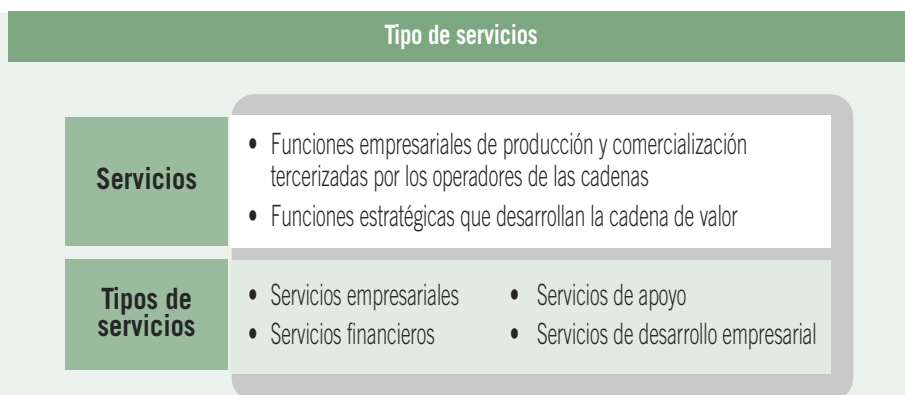 Tipo de servicios
Servicios
• Funciones empresariales de producción y comercialización
tercerizadas por los operadores de las cadenas
• Funciones estratégicas que desarrollan la cadena de valor
Tipos de
servicios
• Servicios empresariales
• Servicios financieros
• Servicios de apoyo
• Servicios de desarrollo empresarial